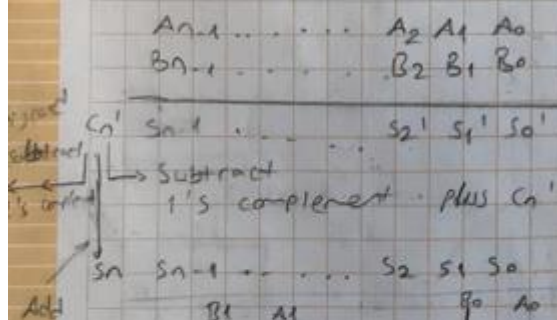 An-1 . . . . . . A2 A1 A0
Bn-1 . . . . . B2 B1 B0
Cn' Sn-1' . . . . S2' S1' S0'
Subtract
1's complement plus Cn'
Sn Sn-1 . . . . . S2 S1 S0
Add B1 A1 B0 A0